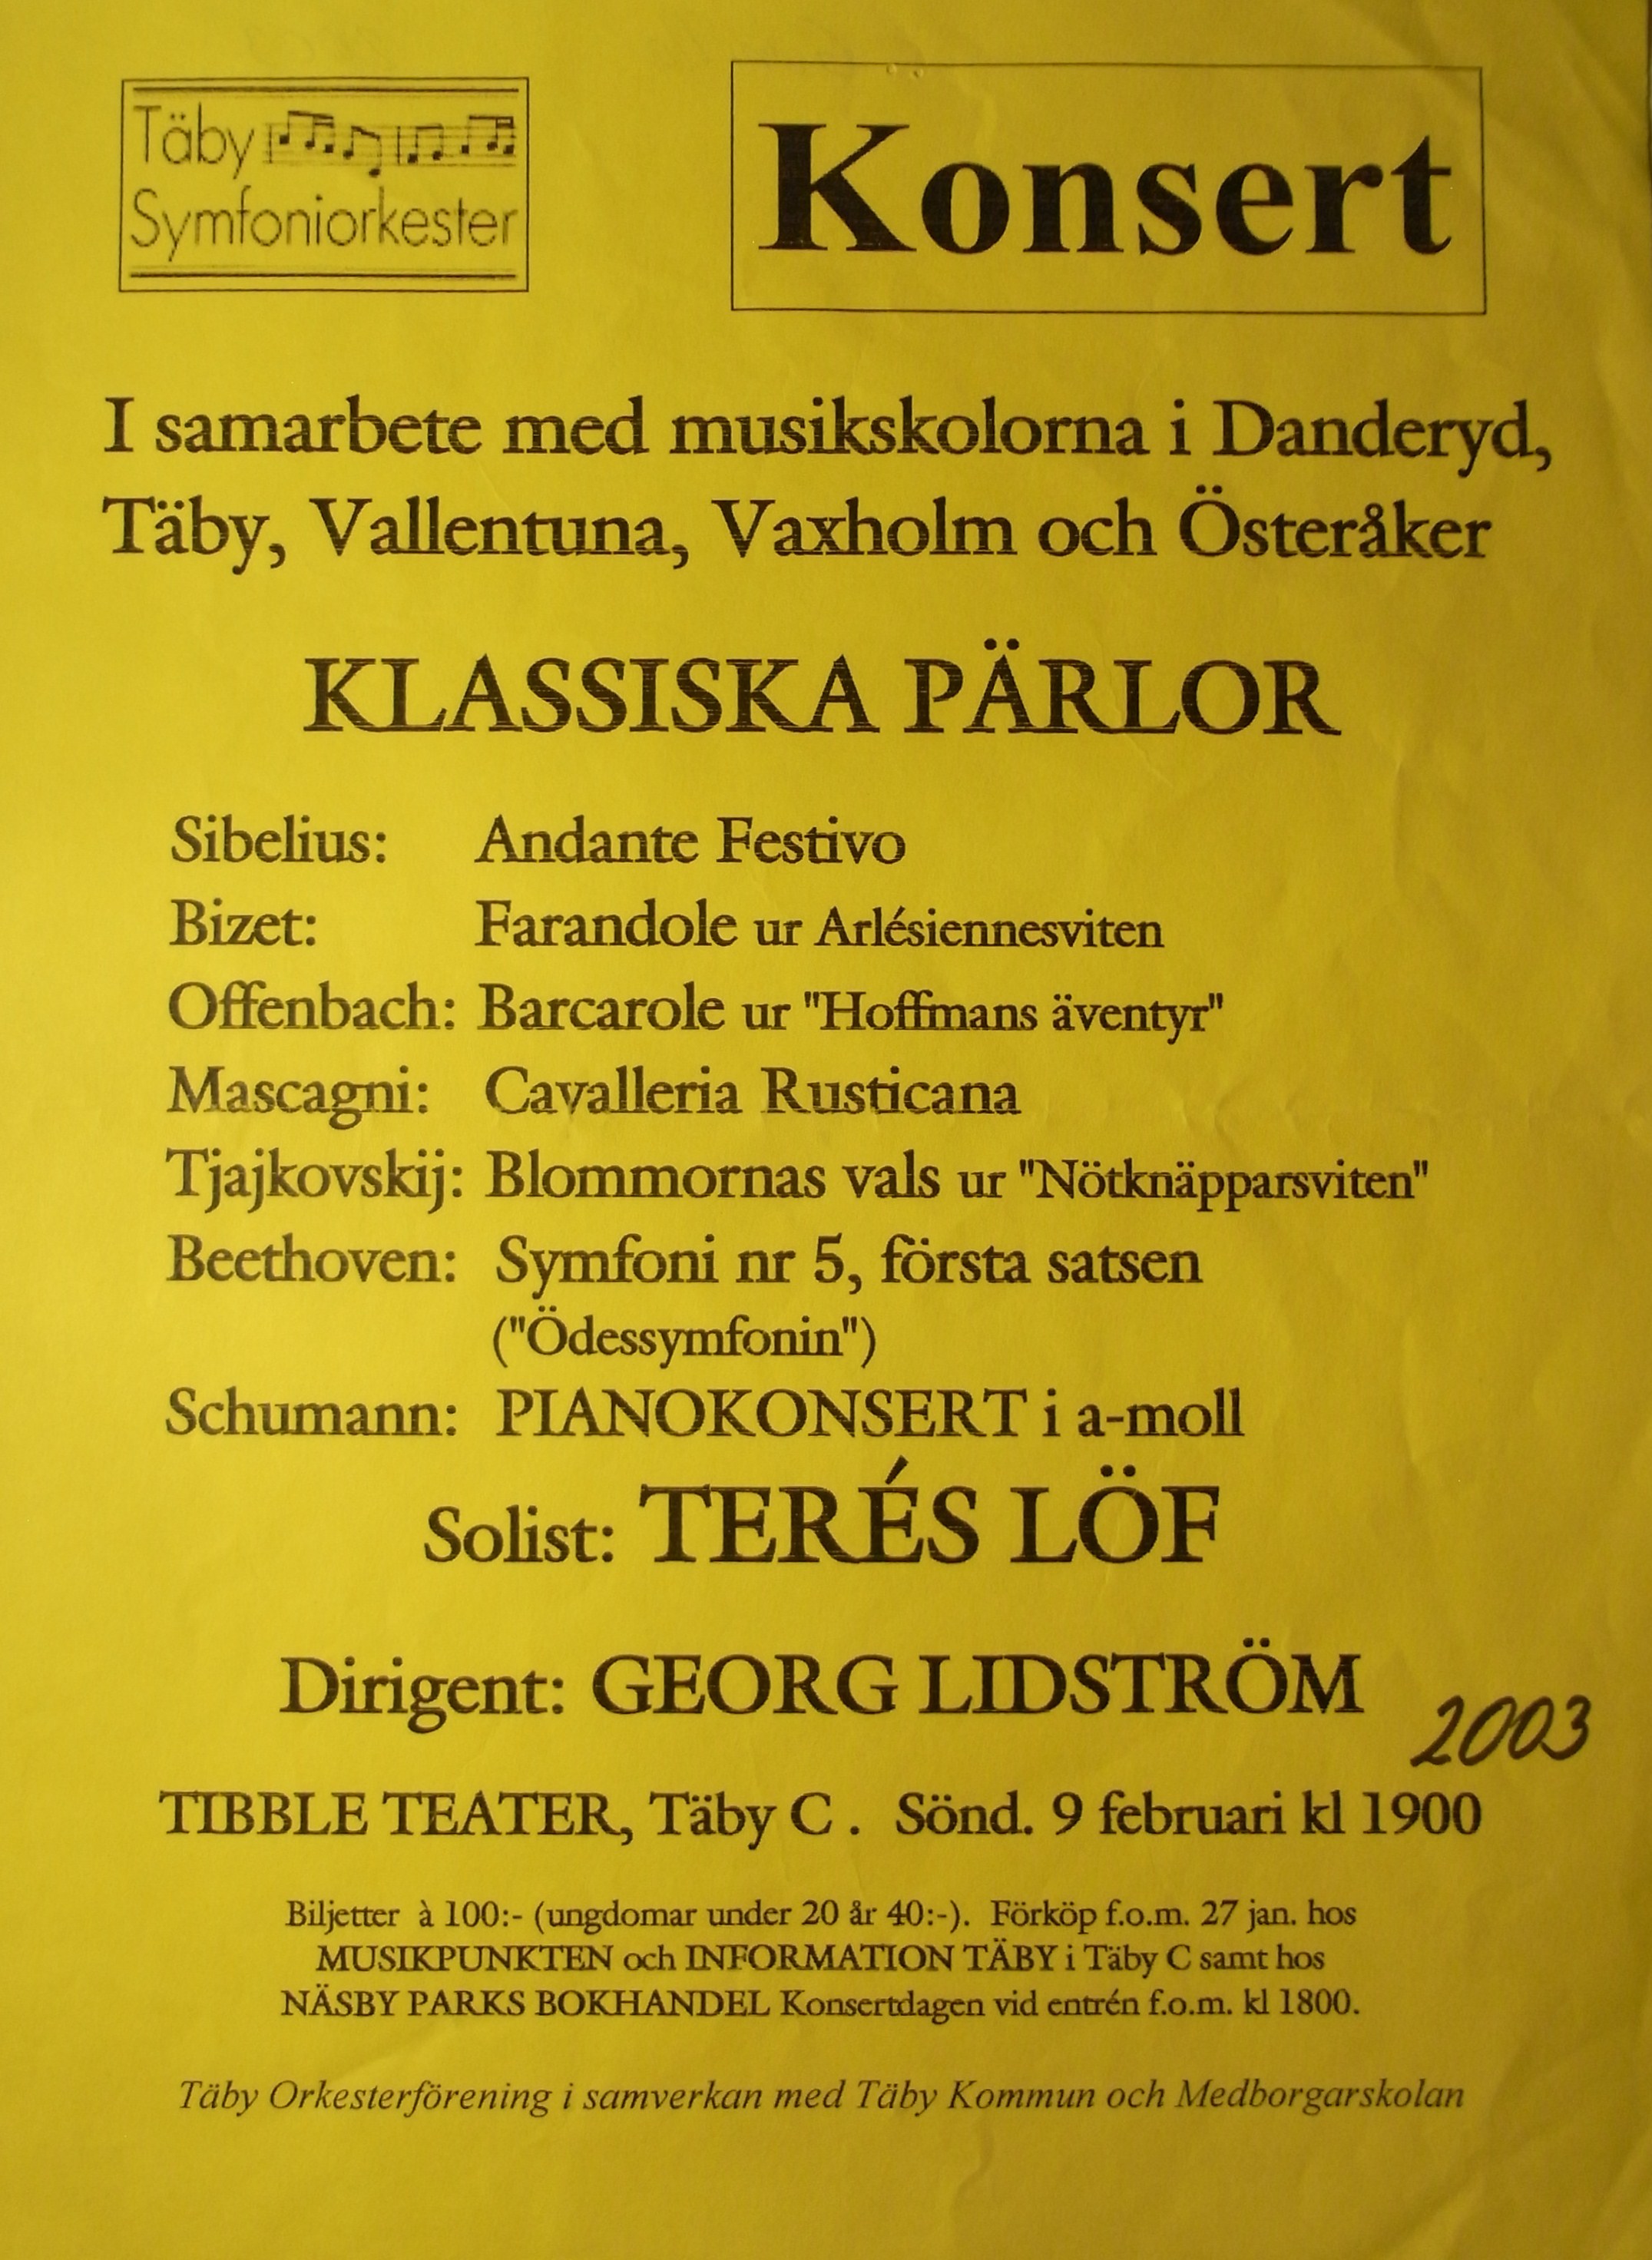 Täby
Symfoniorkester
Konsert
I samarbete med musikskolorna i Danderyd,
Täby, Vallentuna, Vaxholm och Österåker
KLASSISKA PÄRLOR
Sibelius: Andante Festivo
Bizet: Farandole ur Arlésiennesviten
Offenbach: Barcarole ur "Hoffmans äventyr"
Mascagni: Cavalleria Rusticana
Tjajkovskij: Blommornas vals ur "Nötknäpparsviten"
Beethoven: Symfoni nr 5, första satsen
("Ödessymfonin")
Schumann: PIANOKONSERT i a-moll
Solist: TERÉS LÖF
Dirigent: GEORG LIDSTRÖM
2003
TIBBLE TEATER, Täby C . Sönd. 9 februari kl 1900
Biljetter à 100:- (ungdomar under 20 år 40:-). Förköp f.o.m. 27 jan. hos
MUSIKPUNKTEN och INFORMATION TÄBY i Täby C samt hos
NÄSBY PARKS BOKHANDEL Konsertdagen vid entrén f.o.m. kl 1800.
Täby Orkesterförening i samverkan med Täby Kommun och Medborgarskolan